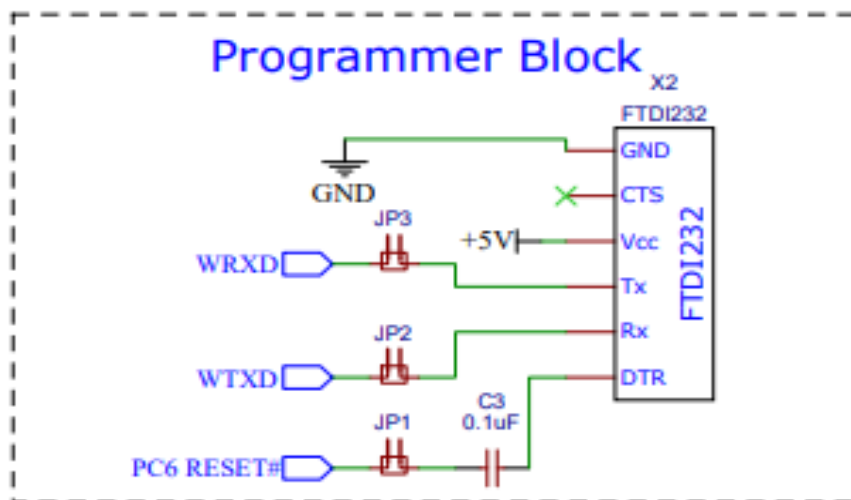 Programmer Block
X2
FTDI232
GND
CTS
Vcc
Tx
Rx
DTR
FTDI232
GND
+5V
JP3
WRXD
JP2
WTXD
C3
0.1uF
JP1
PC6 RESET#